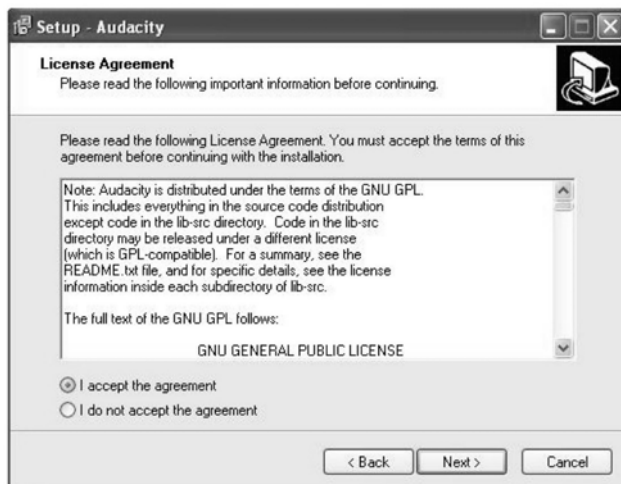 Setup - Audacity
License Agreement
Please read the following important information before continuing.
Please read the following License Agreement. You must accept the terms of this
agreement before continuing with the installation.
Note: Audacity is distributed under the terms of the GNU GPL.
This includes everything in the source code distribution
except code in the lib-src directory.  Code in the lib-src
directory may be released under a different license
(which is GPL-compatible).  For a summary, see the
README.txt file, and for specific details, see the license
information inside each subdirectory of lib-src.
The full text of the GNU GPL follows:
GNU GENERAL PUBLIC LICENSE
I accept the agreement
I do not accept the agreement
< Back
Next >
Cancel